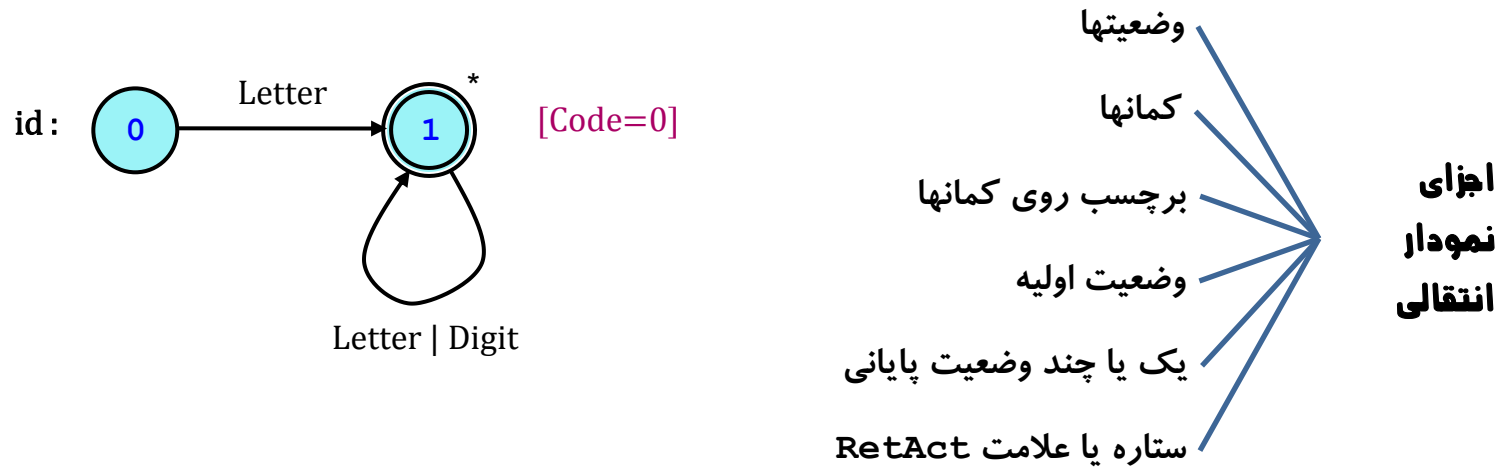 id:
0
Letter
1
*
[Code=0]
Letter | Digit
اجزای
نمودار
انتقالی
وضعیتها
کمانها
برچسب روی کمانها
وضعیت اولیه
یک یا چند وضعیت پایانی
ستاره یا علامت RetAct